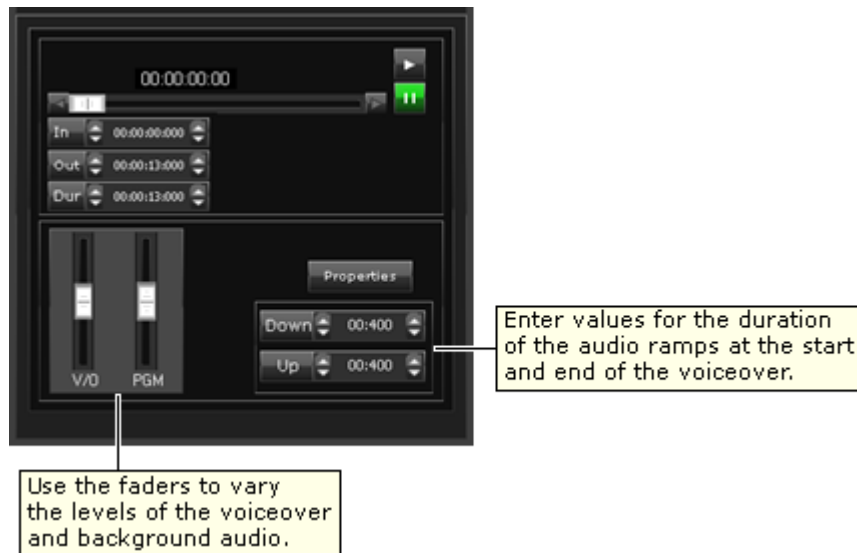 00:00:00:00
In 00:00:00:000
Out 00:00:13:000
Dur 00:00:13:000
Properties
Down 00:400
Up 00:400
V/O PGM
Enter values for the duration
of the audio ramps at the start
and end of the voiceover.
Use the faders to vary
the levels of the voiceover
and background audio.